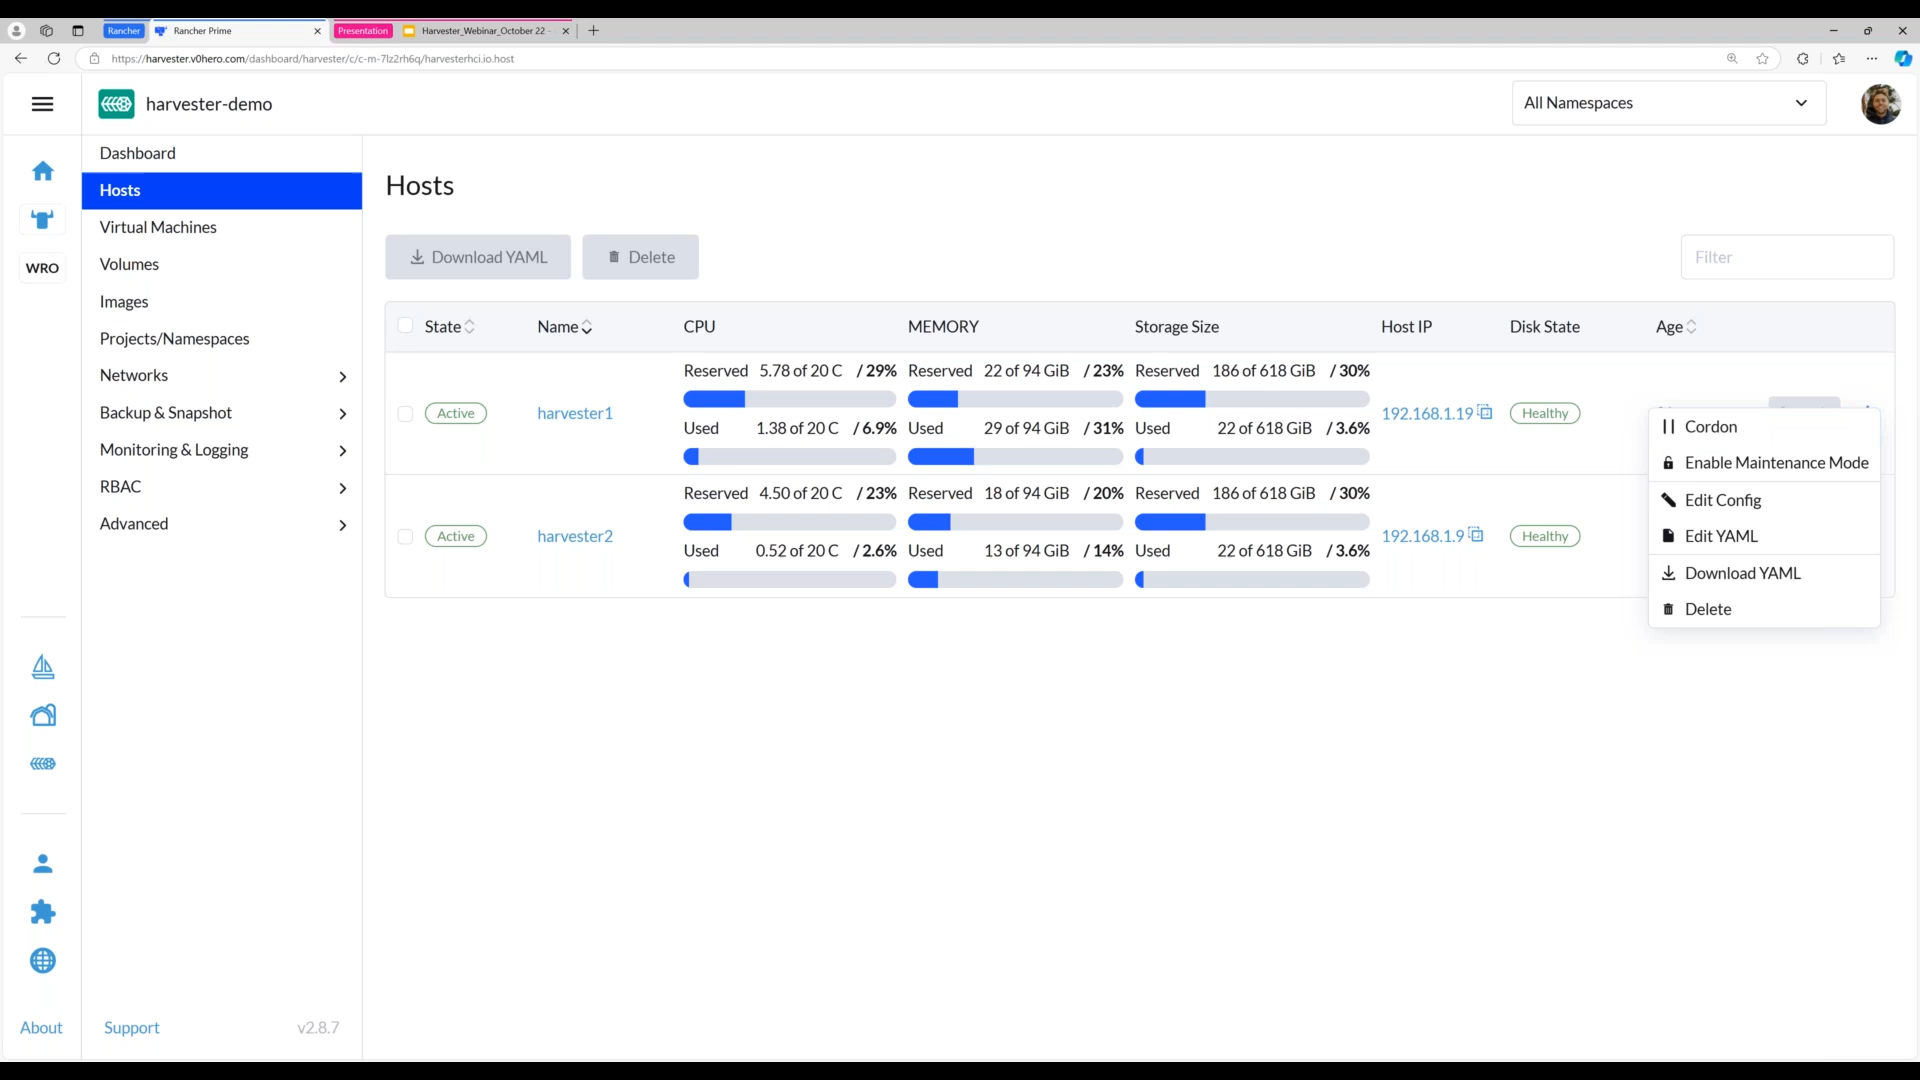 Rancher
Rancher Prime
Presentation
Harvester_Webinar_October 22 -
https://harvester.v0hero.com/dashboard/harvester/c/c-m-7lz2rh6q/harvesterhci.io.host
harvester-demo
All Namespaces
WRO
Dashboard
Hosts
Virtual Machines
Volumes
Images
Projects/Namespaces
Networks
Backup & Snapshot
Monitoring & Logging
RBAC
Advanced
About
Support
v2.8.7
Hosts
Download YAML
Delete
Filter
State Name CPU MEMORY Storage Size Host IP Disk State Age
Reserved 5.78 of 20 C / 29% Reserved 22 of 94 GiB / 23% Reserved 186 of 618 GiB / 30%
Active harvester1 192.168.1.19 Healthy
Used 1.38 of 20 C / 6.9% Used 29 of 94 GiB / 31% Used 22 of 618 GiB / 3.6%
Reserved 4.50 of 20 C / 23% Reserved 18 of 94 GiB / 20% Reserved 186 of 618 GiB / 30%
Active harvester2 192.168.1.9 Healthy
Used 0.52 of 20 C / 2.6% Used 13 of 94 GiB / 14% Used 22 of 618 GiB / 3.6%
Cordon
Enable Maintenance Mode
Edit Config
Edit YAML
Download YAML
Delete